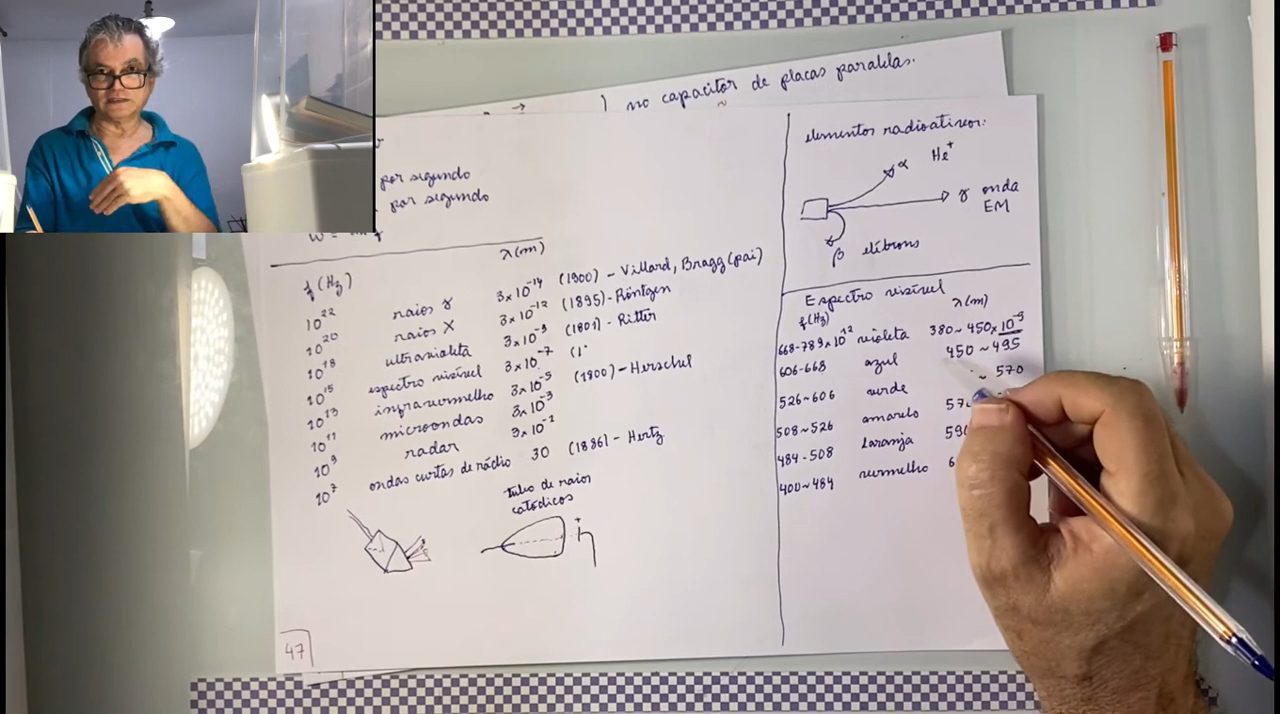 no capacitor de placas paralelas.
por segundo
por segundo
f(Hz) λ(m)
10²² raios γ 3×10⁻¹⁴ (1900) - Villard, Bragg (pai)
10²⁰ raios X 3×10⁻¹² (1895) - Röntgen
10¹⁸ ultravioleta 3×10⁻⁹ (1801) - Ritter
10¹⁵ espectro visível 3×10⁻⁷
10¹³ infravermelho 3×10⁻⁵ (1800) - Herschel
10¹¹ microondas 3×10⁻³
10⁹ radar 3×10⁻¹
10⁷ ondas curtas de rádio 30 (1886) - Hertz
tubo de raios
catódicos
+
47
elementos radioativos:
α He⁺
γ onda
EM
β elétrons
Espectro visível
f(Hz) λ(m)
668-789×10¹² violeta 380~450×10⁻⁹
606-668 azul 450~495
526~606 verde ~ 570
508~526 amarelo
484-508 laranja
400~484 vermelho